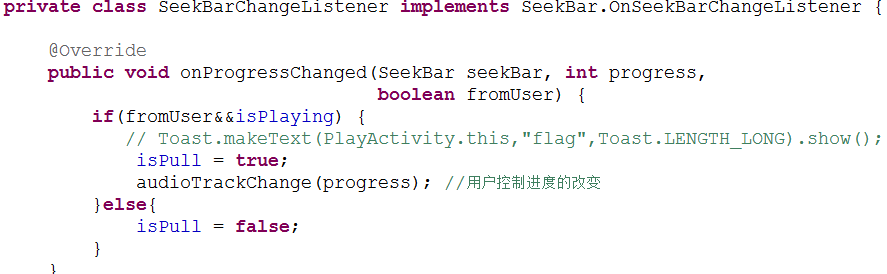 private class SeekBarChangeListener implements SeekBar.OnSeekBarChangeListener {
@Override
public void onProgressChanged(SeekBar seekBar, int progress,
boolean fromUser) {
if(fromUser&&isPlaying) {
// Toast.makeText(PlayActivity.this,"flag",Toast.LENGTH_LONG).show();
isPull = true;
audioTrackChange(progress); //用户控制进度的改变
}else{
isPull = false;
}
}